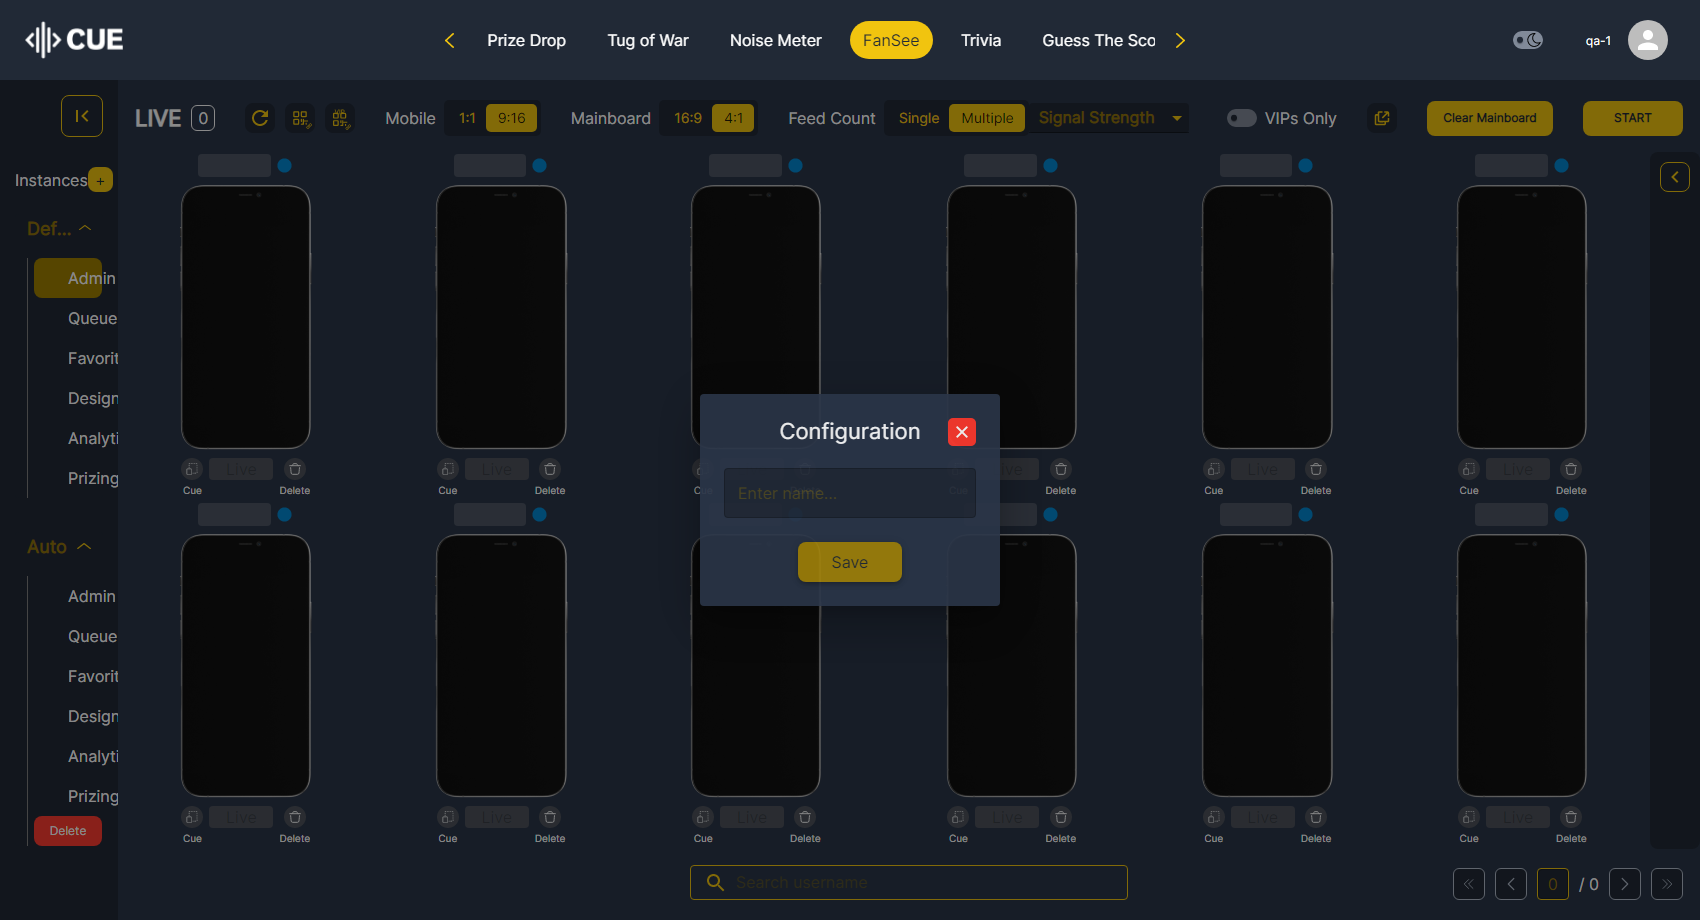 CUE
Prize Drop
Tug of War
Noise Meter
FanSee
Trivia
Guess The Sco
qa-1
LIVE 0
Mobile 1:1 9:16
Mainboard 16:9 4:1
Feed Count Single Multiple
Signal Strength
VIPs Only
Clear Mainboard
START
Instances +
Def...
Admin
Queue
Favorit
Design
Analyti
Prizing
Auto
Admin
Queue
Favorit
Design
Analyti
Prizing
Delete
Live
Cue Delete
Live
Cue Delete
Cue
Live
Delete
Live
Cue Delete
Live
Cue Delete
Configuration
Enter name...
Save
Live
Cue Delete
Live
Cue Delete
Live
Cue Delete
Live
Cue Delete
Live
Cue Delete
Live
Cue Delete
Search username
0 / 0